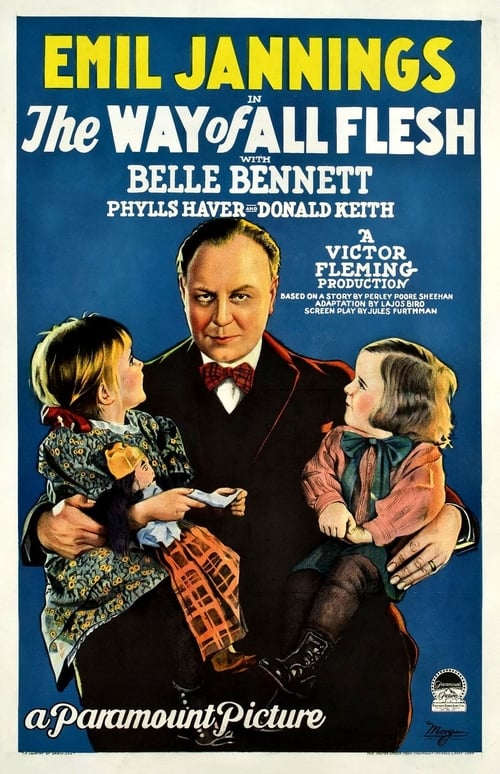 EMIL JANNINGS
IN
The WAY of ALL FLESH
WITH
BELLE BENNETT
PHYLLS HAVER AND DONALD KEITH
A
VICTOR
FLEMING
PRODUCTION
BASED ON A STORY BY PERLEY POORE SHEEHAN
ADAPTATION BY LAJOS BIRO
SCREEN PLAY BY JULES FURTHMAN
a Paramount Picture
Paramount
Morgan